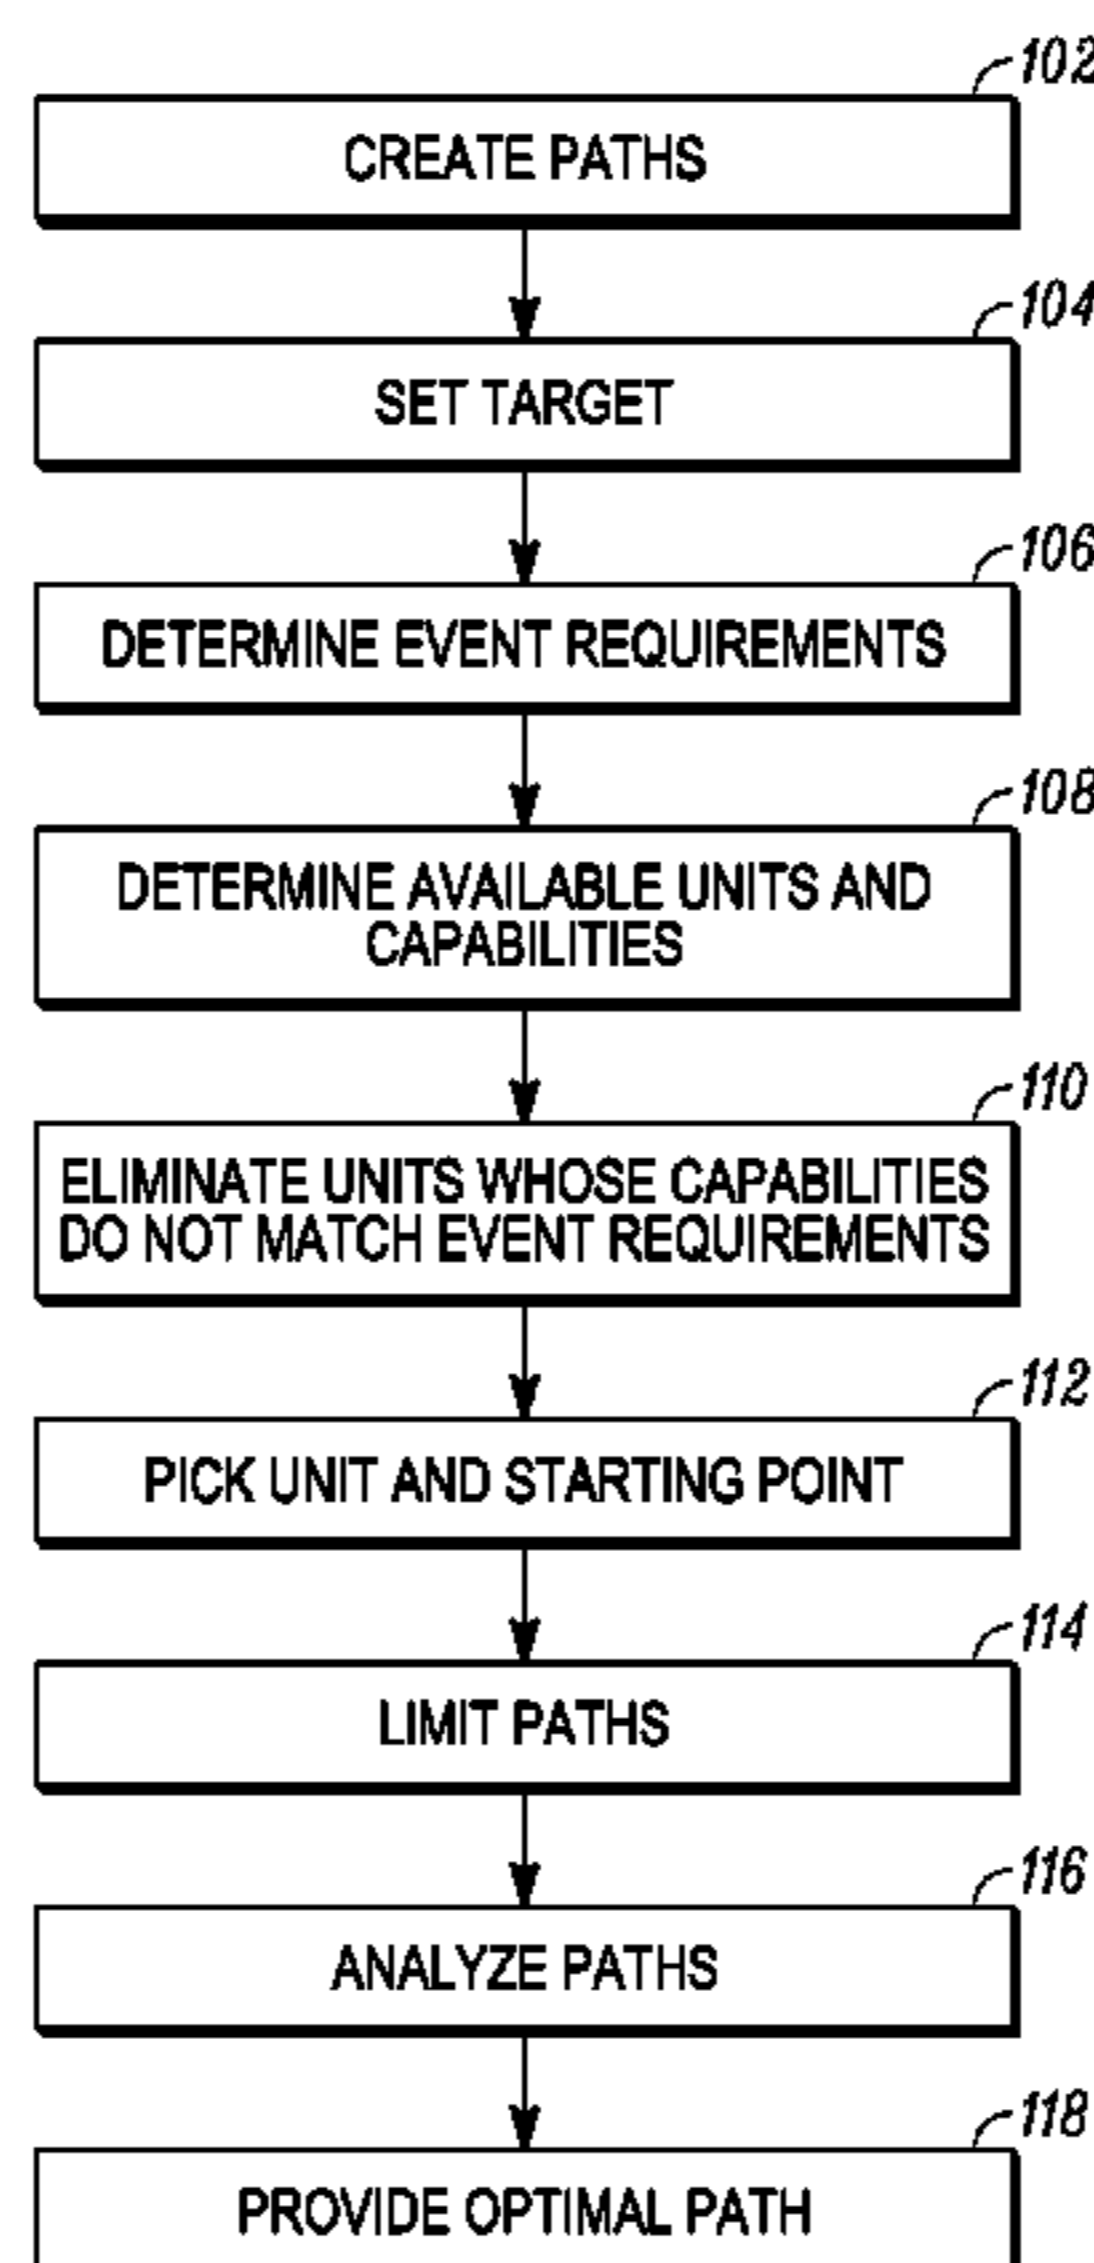 102
CREATE PATHS
104
SET TARGET
106
DETERMINE EVENT REQUIREMENTS
108
DETERMINE AVAILABLE UNITS AND
CAPABILITIES
110
ELIMINATE UNITS WHOSE CAPABILITIES
DO NOT MATCH EVENT REQUIREMENTS
112
PICK UNIT AND STARTING POINT
114
LIMIT PATHS
116
ANALYZE PATHS
118
PROVIDE OPTIMAL PATH